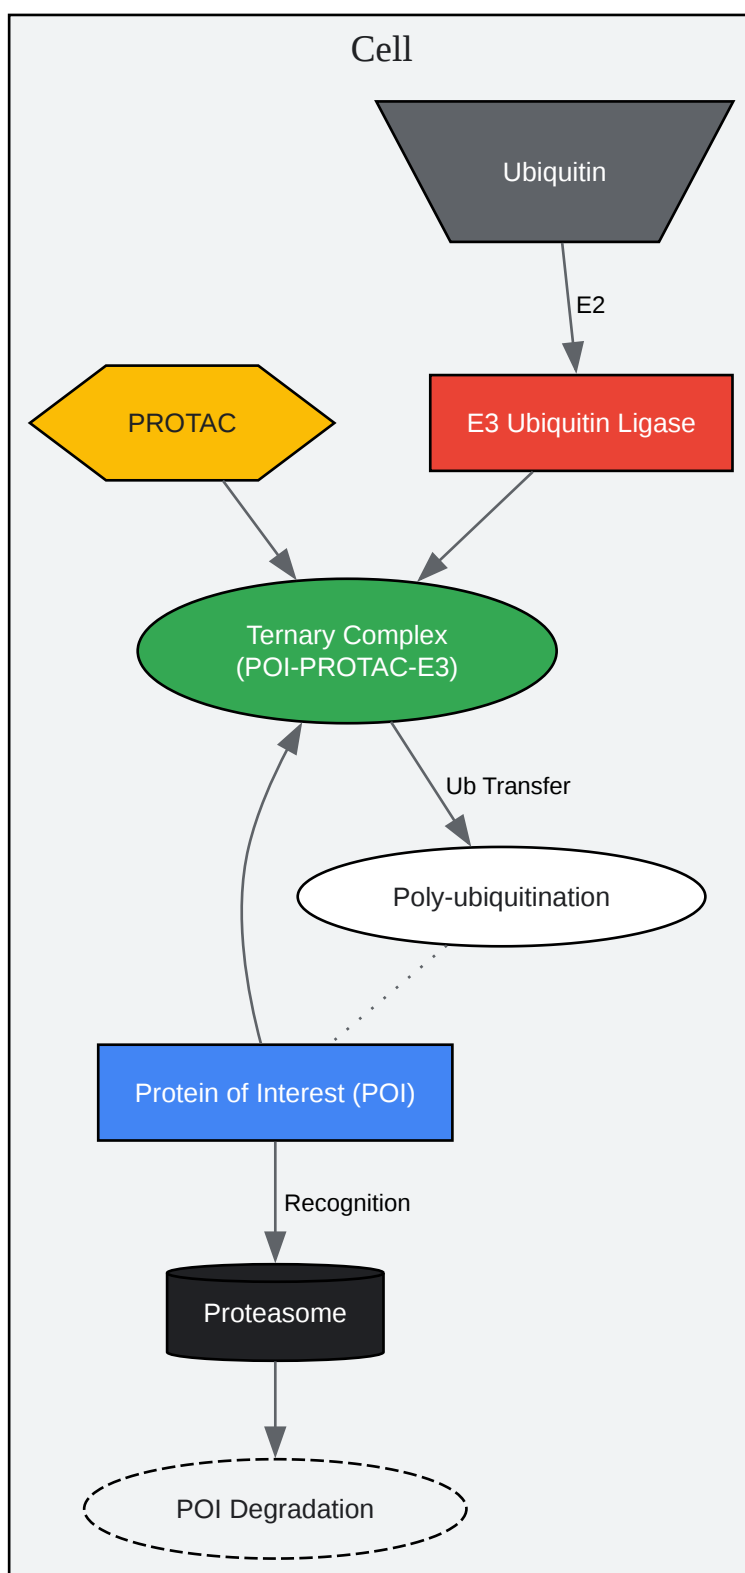 Cell
Ubiquitin
E2
PROTAC
E3 Ubiquitin Ligase
Ternary Complex
(POI-PROTAC-E3)
Ub Transfer
Poly-ubiquitination
Protein of Interest (POI)
Recognition
Proteasome
POI Degradation